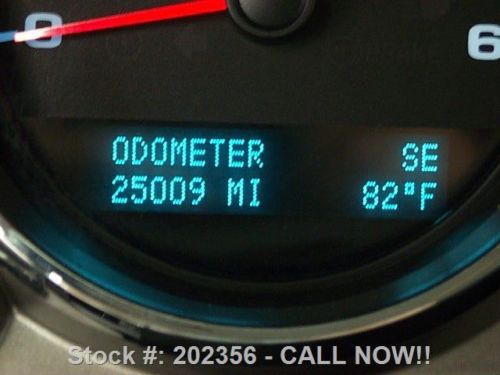 0
6
ODOMETER SE
25009 MI 82°F
Stock #: 202356 - CALL NOW!!